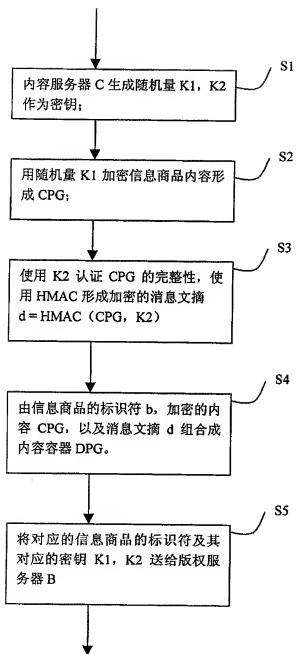 S1
内容服务器 C 生成随机量 K1，K2
作为密钥；
S2
用随机量 K1 加密信息商品内容形
成 CPG；
S3
使用 K2 认证 CPG 的完整性，使
用 HMAC 形成加密的消息文摘
d＝HMAC（CPG，K2）
S4
由信息商品的标识符 b，加密的内
容 CPG，以及消息文摘 d 组合成
内容容器 DPG。
S5
将对应的信息商品的标识符及其
对应的密钥 K1，K2 送给版权服
务器 B